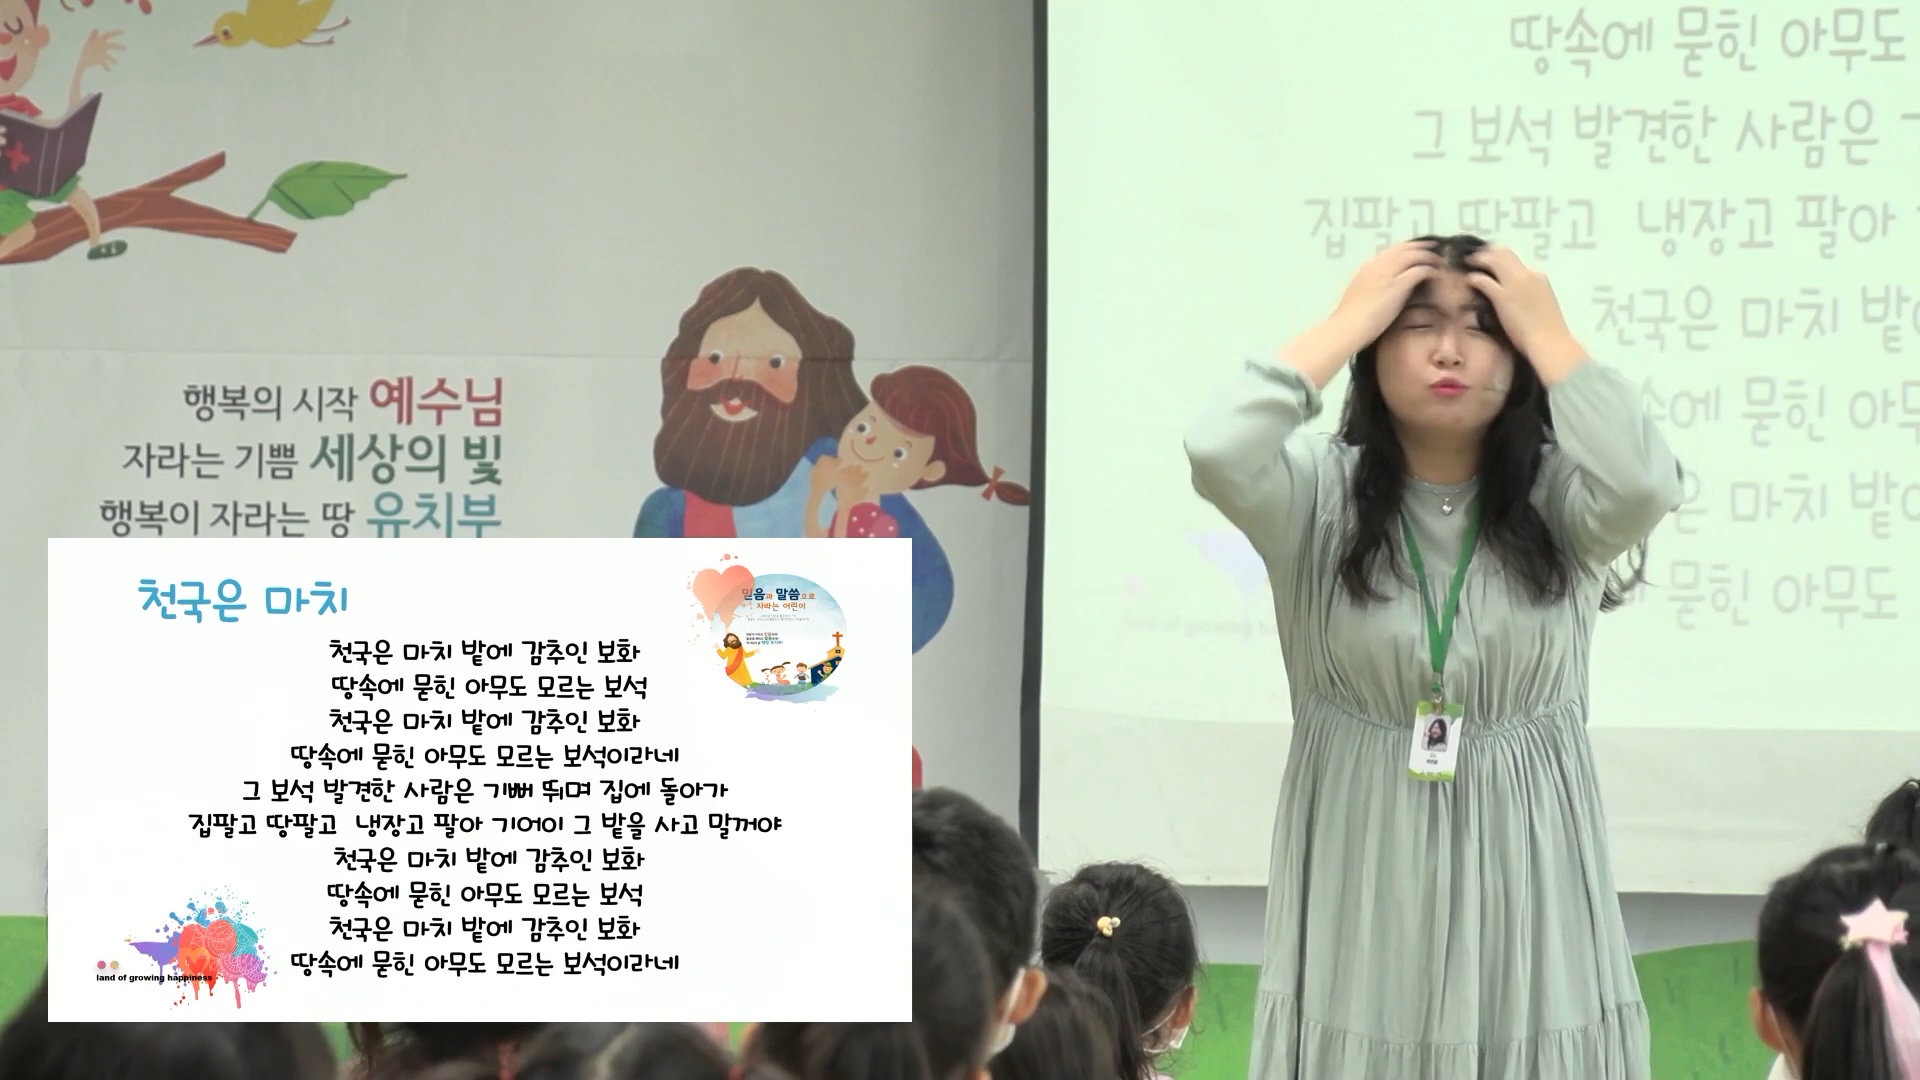 행복의 시작 예수님
자라는 기쁨 세상의 빛
행복이 자라는 땅 유치부
땅속에 묻힌 아무도
그 보석 발견한 사람은
집팔고 땅팔고 냉장고 팔아
천국은 마치 밭에
묻힌 아무
마치
묻힌 아무도
천국은 마치
믿음과 말씀으로
자라는 어린이
천국은 마치 밭에 감추인 보화
땅속에 묻힌 아무도 모르는 보석
천국은 마치 밭에 감추인 보화
땅속에 묻힌 아무도 모르는 보석이라네
그 보석 발견한 사람은 기뻐 뛰며 집에 돌아가
집팔고 땅팔고 냉장고 팔아 기어이 그 밭을 사고 말꺼야
천국은 마치 밭에 감추인 보화
땅속에 묻힌 아무도 모르는 보석
천국은 마치 밭에 감추인 보화
땅속에 묻힌 아무도 모르는 보석이라네
land of growing happiness